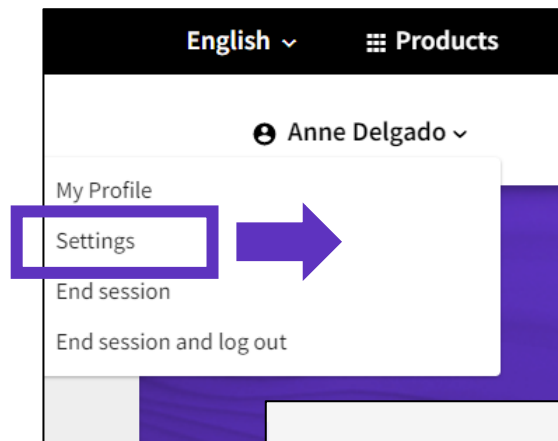 English Products
Anne Delgado
My Profile
Settings
End session
End session and log out